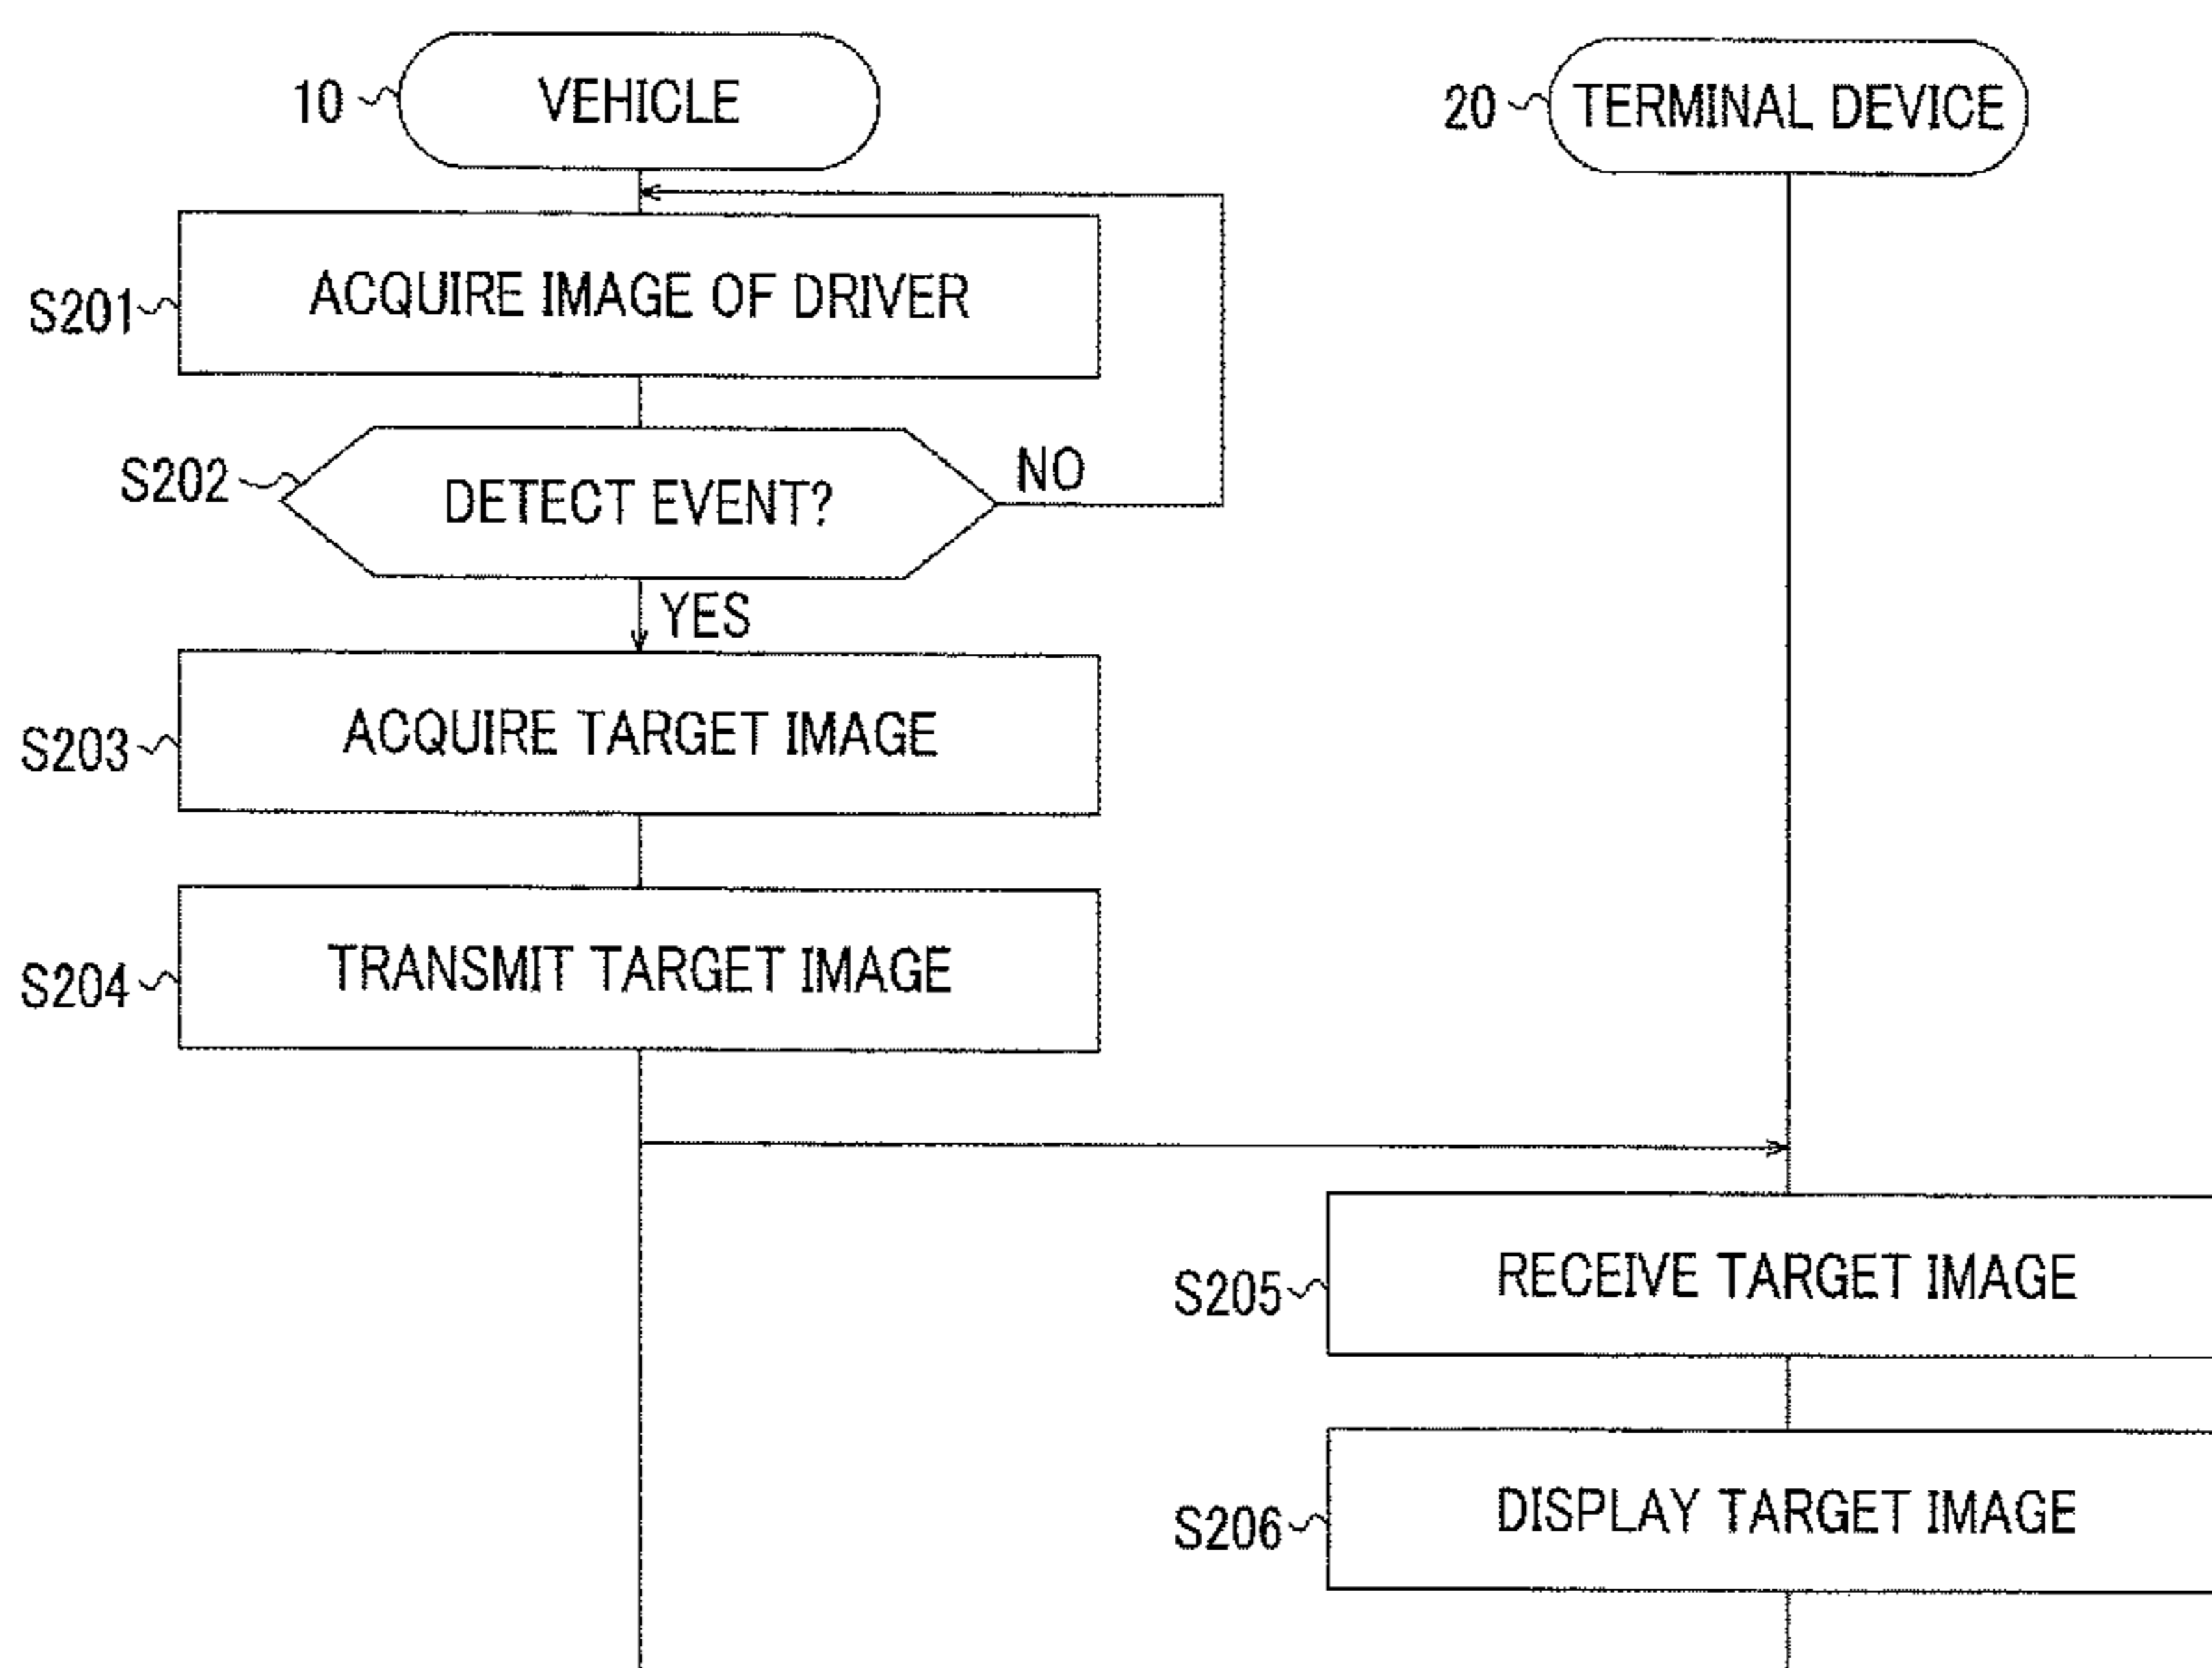 10
VEHICLE
20
TERMINAL DEVICE
S201
ACQUIRE IMAGE OF DRIVER
S202
DETECT EVENT?
NO
YES
S203
ACQUIRE TARGET IMAGE
S204
TRANSMIT TARGET IMAGE
S205
RECEIVE TARGET IMAGE
S206
DISPLAY TARGET IMAGE